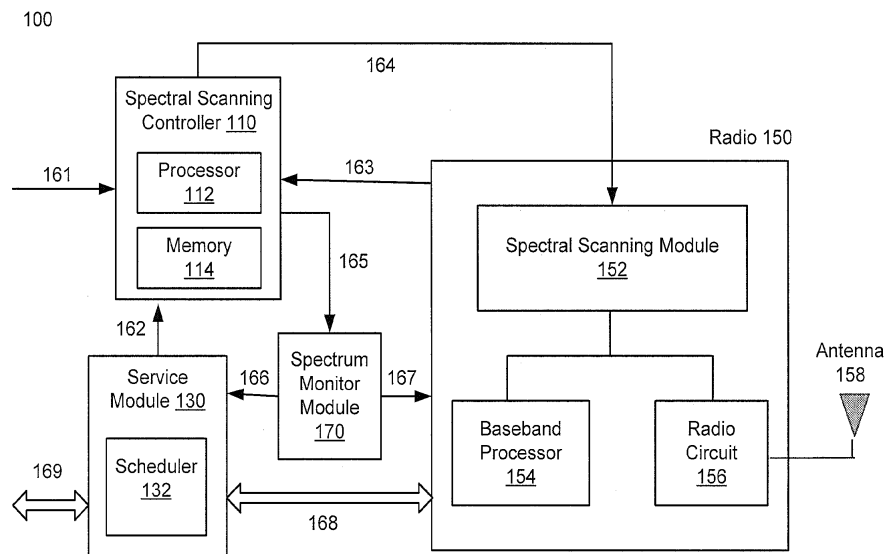 100
164
Spectral Scanning
Controller 110
Radio 150
161
Processor
112
163
Memory
114
Spectral Scanning Module
152
165
162
Service
Module 130
166
Spectrum
Monitor
Module
170
167
Antenna
158
Scheduler
132
Baseband
Processor
154
Radio
Circuit
156
169
168